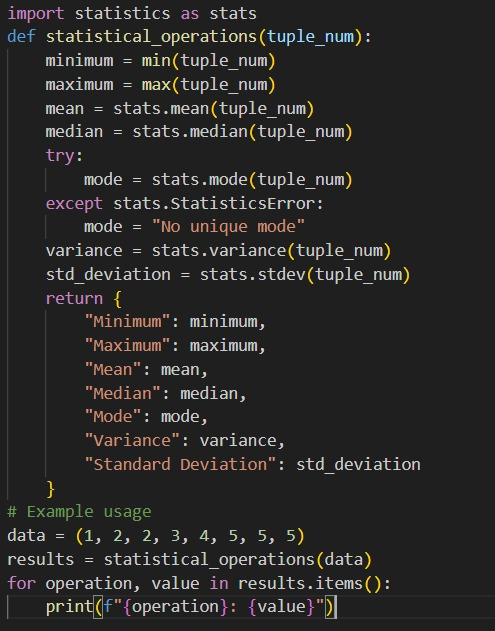 import statistics as stats
def statistical_operations(tuple_num):
    minimum = min(tuple_num)
    maximum = max(tuple_num)
    mean = stats.mean(tuple_num)
    median = stats.median(tuple_num)
    try:
        mode = stats.mode(tuple_num)
    except stats.StatisticsError:
        mode = "No unique mode"
    variance = stats.variance(tuple_num)
    std_deviation = stats.stdev(tuple_num)
    return {
        "Minimum": minimum,
        "Maximum": maximum,
        "Mean": mean,
        "Median": median,
        "Mode": mode,
        "Variance": variance,
        "Standard Deviation": std_deviation
    }
# Example usage
data = (1, 2, 2, 3, 4, 5, 5, 5)
results = statistical_operations(data)
for operation, value in results.items():
    print(f"{operation}: {value}")